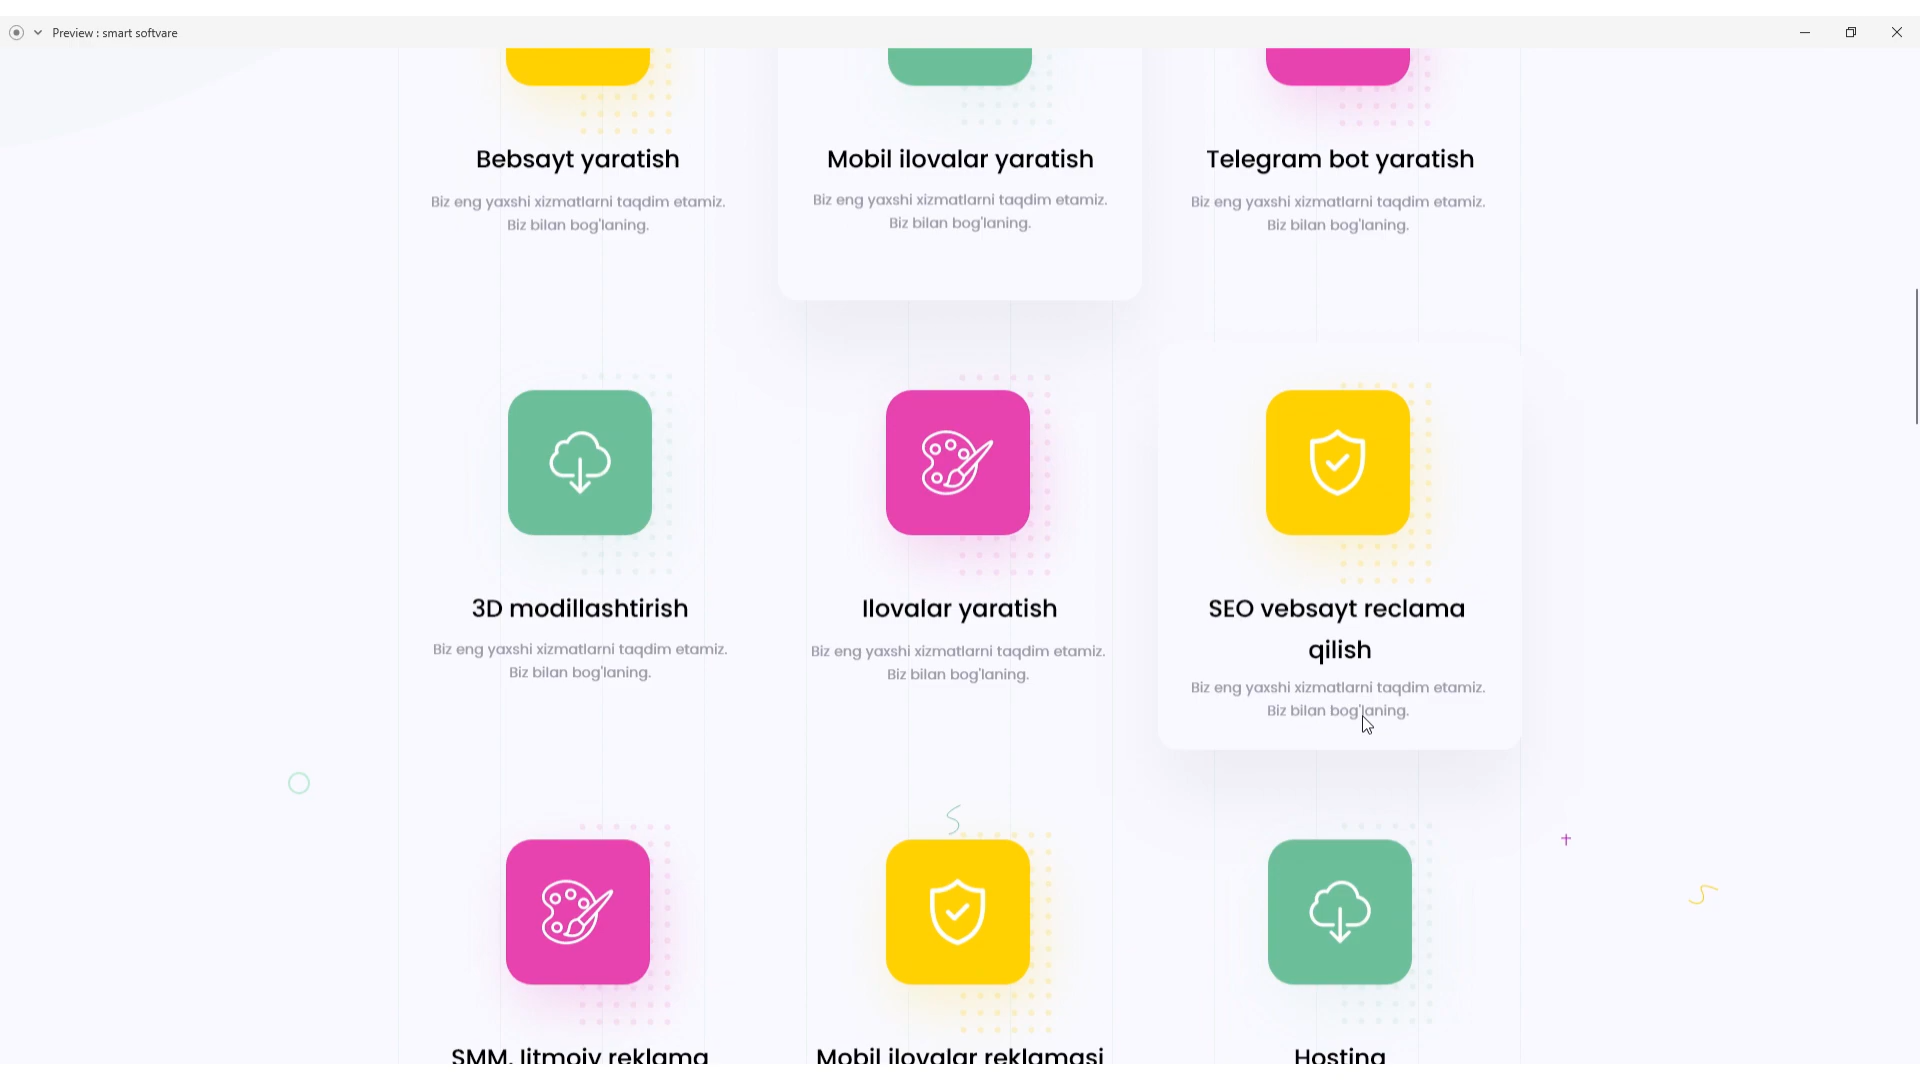 Preview : smart softvare
Bebsayt yaratish
Biz eng yaxshi xizmatlarni taqdim etamiz.
Biz bilan bog'laning.
Mobil ilovalar yaratish
Biz eng yaxshi xizmatlarni taqdim etamiz.
Biz bilan bog'laning.
Telegram bot yaratish
Biz eng yaxshi xizmatlarni taqdim etamiz.
Biz bilan bog'laning.
3D modillashtirish
Biz eng yaxshi xizmatlarni taqdim etamiz.
Biz bilan bog'laning.
Ilovalar yaratish
Biz eng yaxshi xizmatlarni taqdim etamiz.
Biz bilan bog'laning.
SEO vebsayt reclama
qilish
Biz eng yaxshi xizmatlarni taqdim etamiz.
Biz bilan bog'laning.
SMM, reklama
Mobil ilovalar reklamasi
Hosting